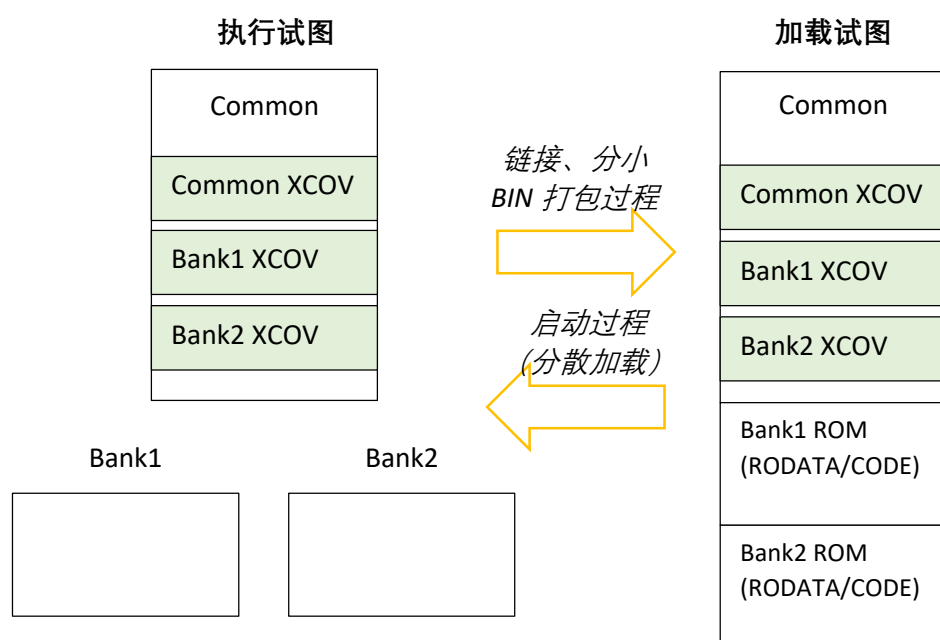 执行试图
Common
Common XCOV
Bank1 XCOV
Bank2 XCOV
Bank1
Bank2
链接、分小
BIN 打包过程
启动过程
（分散加载）
加载试图
Common
Common XCOV
Bank1 XCOV
Bank2 XCOV
Bank1 ROM
(RODATA/CODE)
Bank2 ROM
(RODATA/CODE)